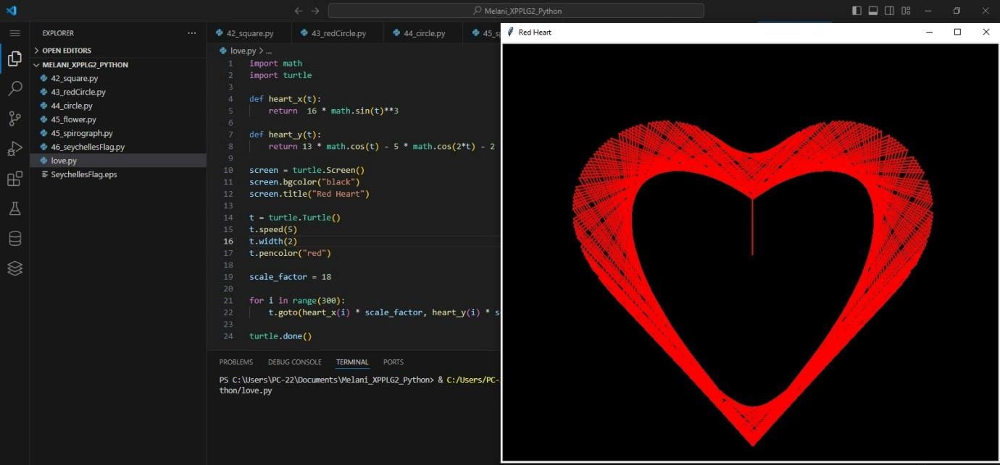 Melani_XPPLG2_Python
EXPLORER
OPEN EDITORS
MELANI_XPPLG2_PYTHON
42_square.py
43_redCircle.py
44_circle.py
45_flower.py
45_spirograph.py
46_seychellesFlag.py
love.py
SeychellesFlag.eps
42_square.py 43_redCircle.py 44_circle.py 45_s
love.py > ...
1 import math
2 import turtle
3
4 def heart_x(t):
5 return  16 * math.sin(t)**3
6
7 def heart_y(t):
8 return 13 * math.cos(t) - 5 * math.cos(2*t) - 2
9
10 screen = turtle.Screen()
11 screen.bgcolor("black")
12 screen.title("Red Heart")
13
14 t = turtle.Turtle()
15 t.speed(5)
16 t.width(2)
17 t.pencolor("red")
18
19 scale_factor = 18
20
21 for i in range(300):
22 t.goto(heart_x(i) * scale_factor, heart_y(i) * s
23
24 turtle.done()
PROBLEMS DEBUG CONSOLE TERMINAL PORTS
PS C:\Users\PC-22\Documents\Melani_XPPLG2_Python> & C:/Users/PC-
thon/love.py
Red Heart